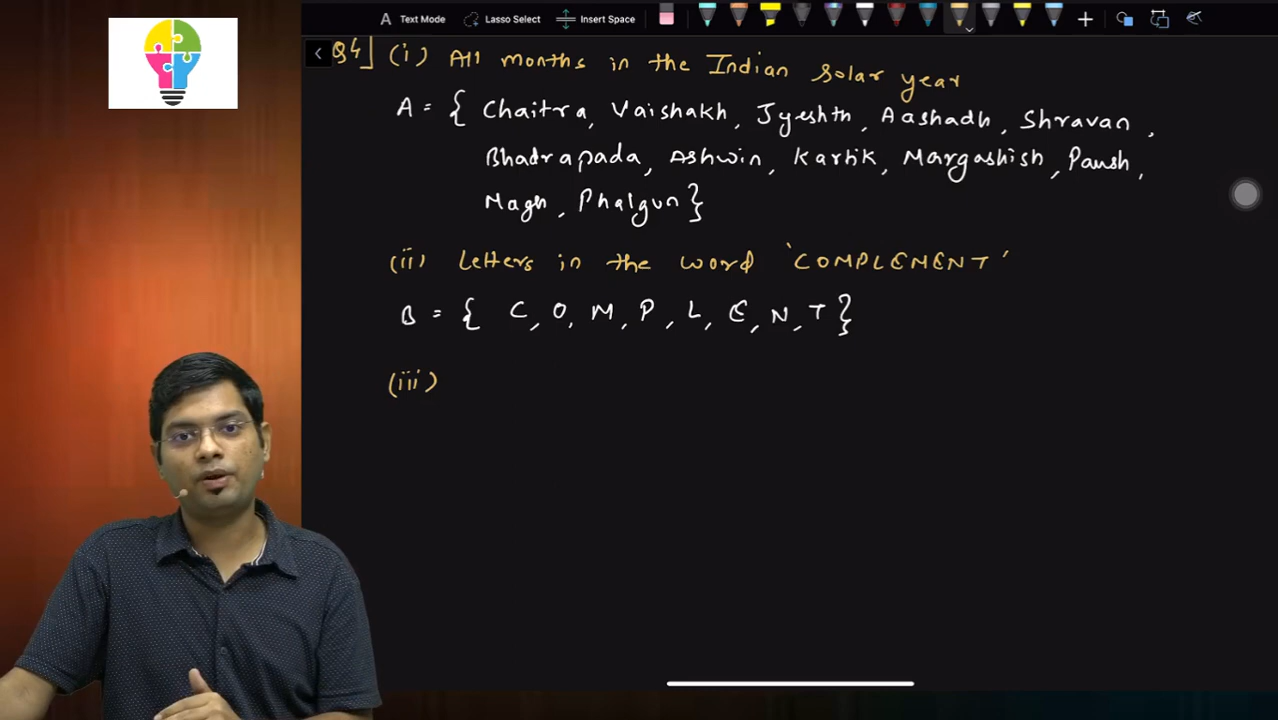 Text Mode Lasso Select Insert Space
Q4] (i) All months in the Indian Solar year
A = { Chaitra, Vaishakh, Jyeshth, Aashadh, Shravan,
Bhadrapada, Ashwin, Kartik, Margashish, Paush,
Magh, Phalgun}
(ii) Letters in the word 'COMPLEMENT'
B = { C, O, M, P, L, E, N, T }
(iii)